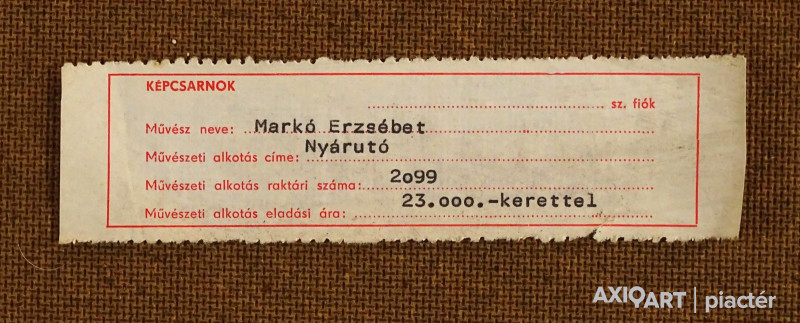 KÉPCSARNOK
sz. fiók
Művész neve: Markó Erzsébet
Művészeti alkotás címe: Nyárutó
Művészeti alkotás raktári száma: 2o99
Művészeti alkotás eladási ára: 23.ooo.-kerettel
AXIOART | piactér